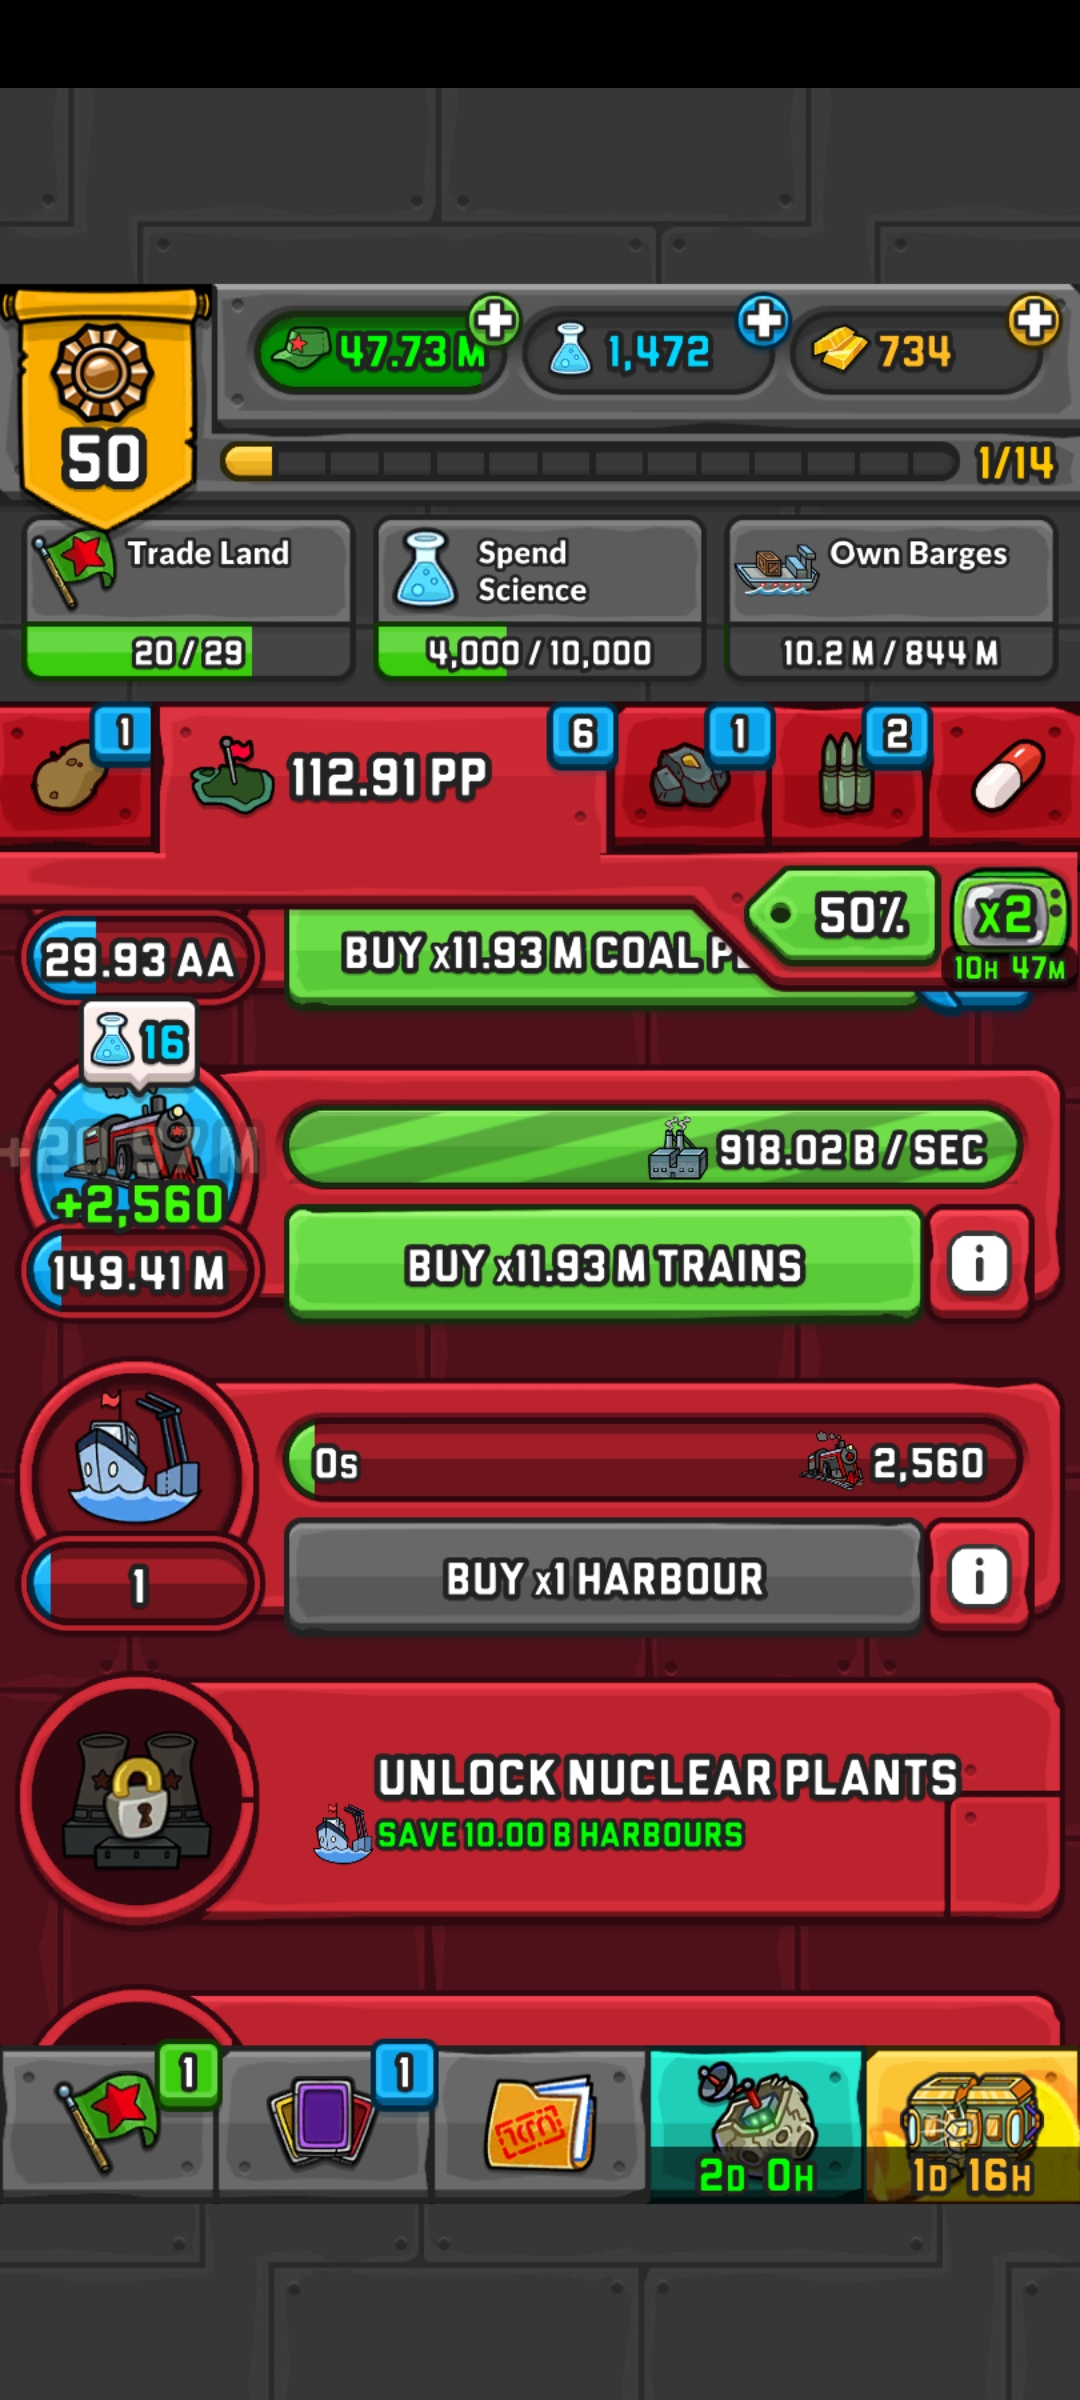 47.73 M
1,472
734
50
1/14
Trade Land
20/29
Spend
Science
4,000/10,000
Own Barges
10.2 M/844 M
1
112.91 PP
6
1
2
50%
x2
10H 47M
29.93 AA
BUY x11.93 M COAL P
16
918.02 B / SEC
+2,560
149.41 M
BUY x11.93 M TRAINS
i
0s
2,560
1
BUY x1 HARBOUR
i
UNLOCK NUCLEAR PLANTS
SAVE 10.00 B HARBOURS
1
1
2D 0H
1D 16H